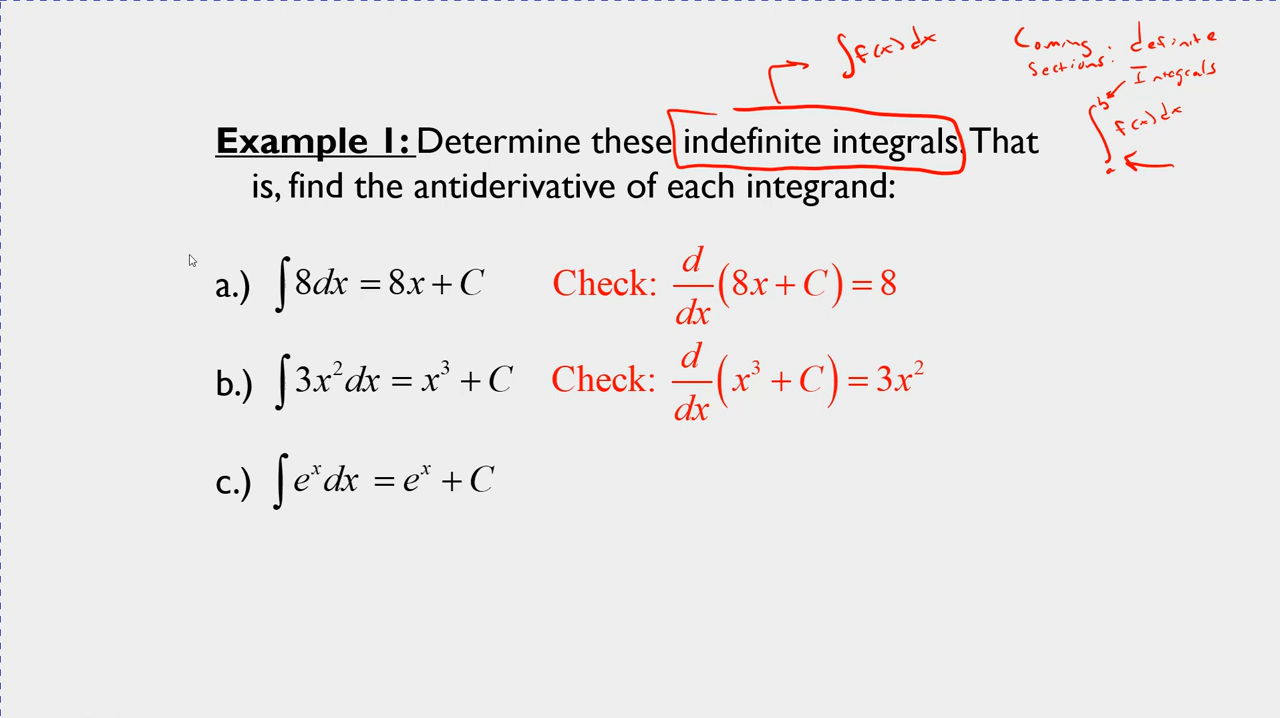 ∫f(x)dx
Coming sections: definite Integrals
∫ₐᵇ f(x)dx
Example 1: Determine these indefinite integrals. That
is, find the antiderivative of each integrand:
a.) ∫8dx = 8x + C Check: d/dx (8x + C) = 8
b.) ∫3x²dx = x³ + C Check: d/dx (x³ + C) = 3x²
c.) ∫eˣdx = eˣ + C